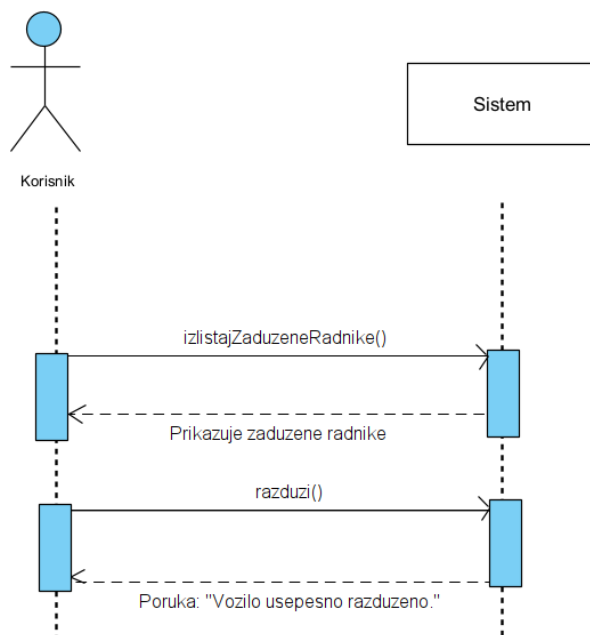 Sistem
Korisnik
izlistajZaduzeneRadnike()
Prikazuje zaduzene radnike
razduzi()
Poruka: "Vozilo usepesno razduzeno."